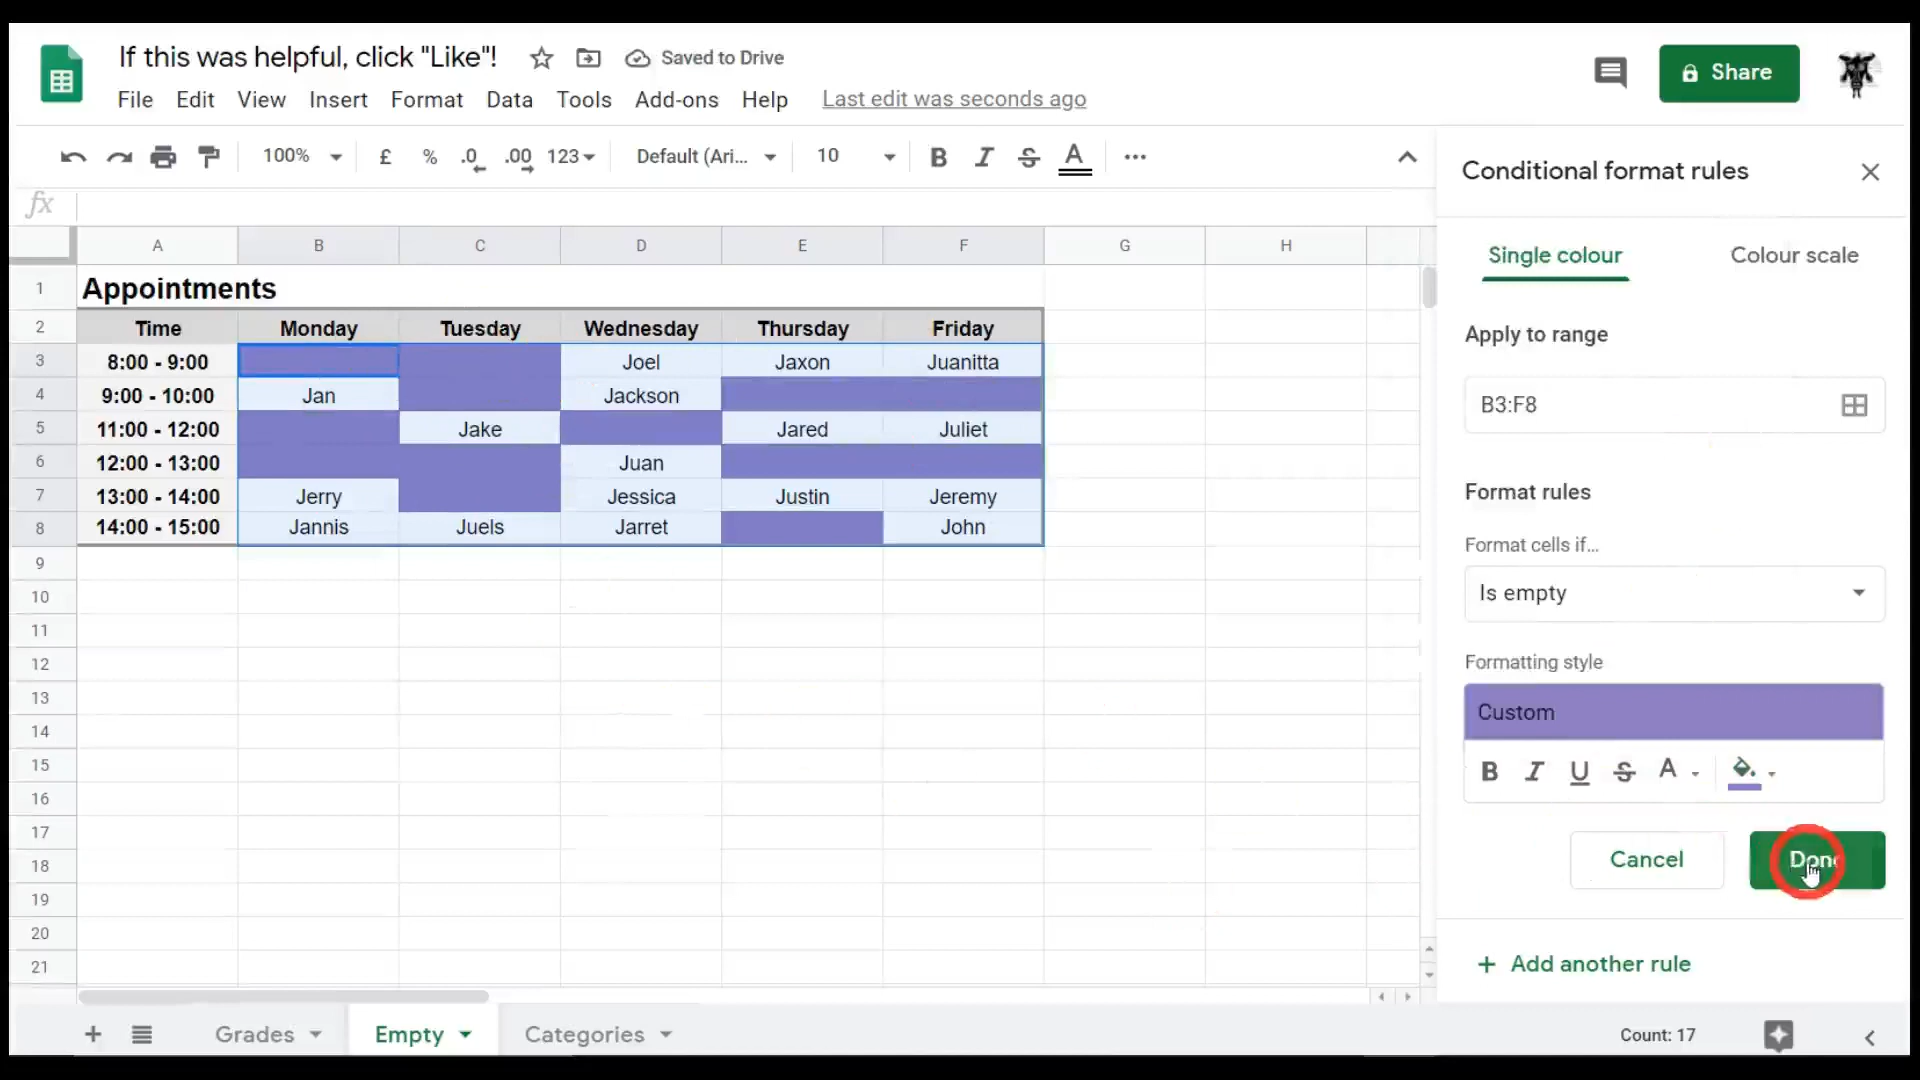 If this was helpful, click "Like"! Saved to Drive
File Edit View Insert Format Data Tools Add-ons Help Last edit was seconds ago
Share
100% £ % .0 .00 123 Default (Ari... 10 B I S A ...
fx
A B C D E F G H
1 Appointments
2 Time Monday Tuesday Wednesday Thursday Friday
3 8:00 - 9:00 Joel Jaxon Juanitta
4 9:00 - 10:00 Jan Jackson
5 11:00 - 12:00 Jake Jared Juliet
6 12:00 - 13:00 Juan
7 13:00 - 14:00 Jerry Jessica Justin Jeremy
8 14:00 - 15:00 Jannis Juels Jarret John
9
10
11
12
13
14
15
16
17
18
19
20
21
Conditional format rules
Single colour Colour scale
Apply to range
B3:F8
Format rules
Format cells if...
Is empty
Formatting style
Custom
B I U S A
Cancel Done
+ Add another rule
+ Grades Empty Categories Count: 17